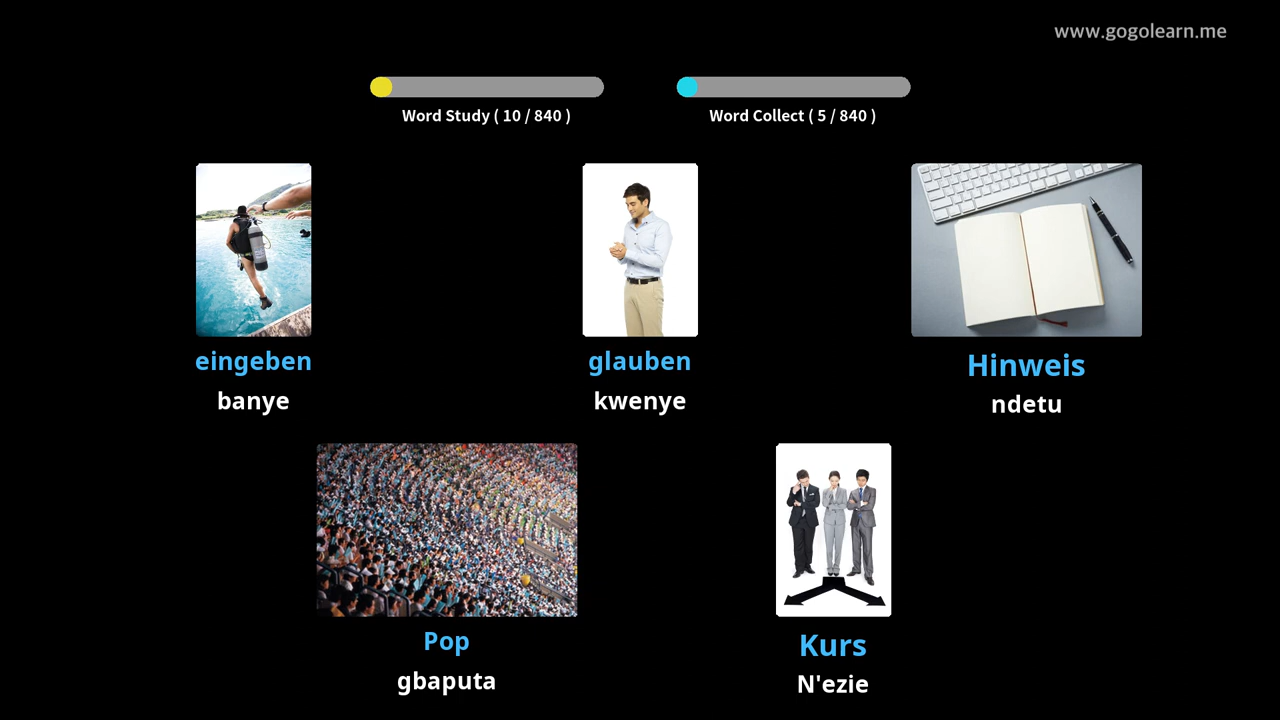 www.gogolearn.me
Word Study ( 10 / 840 )
Word Collect ( 5 / 840 )
eingeben
banye
glauben
kwenye
Hinweis
ndetu
Pop
gbaputa
Kurs
N'ezie